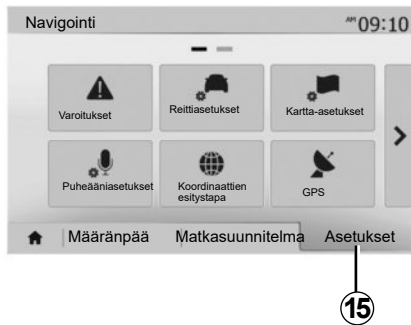 Navigointi
AM 09:10
Varoitukset
Reittiasetukset
Kartta-asetukset
Puheääniasetukset
Koordinaattien
esitystapa
GPS
Määränpää
Matkasuunnitelma
Asetukset
15